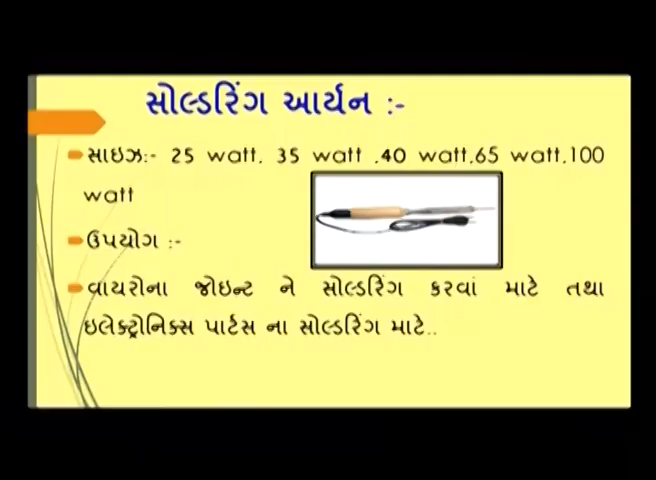 સોલ્ડરિંગ આર્યન :-
સાઇઝ:- 25 watt. 35 watt .40 watt.65 watt.100
watt
ઉપયોગ :-
વાયરોના જોઇન્ટ ને સોલ્ડરિંગ કરવાં માટે તથા
ઇલેક્ટ્રોનિક્સ પાર્ટસ ના સોલ્ડરિંગ માટે..